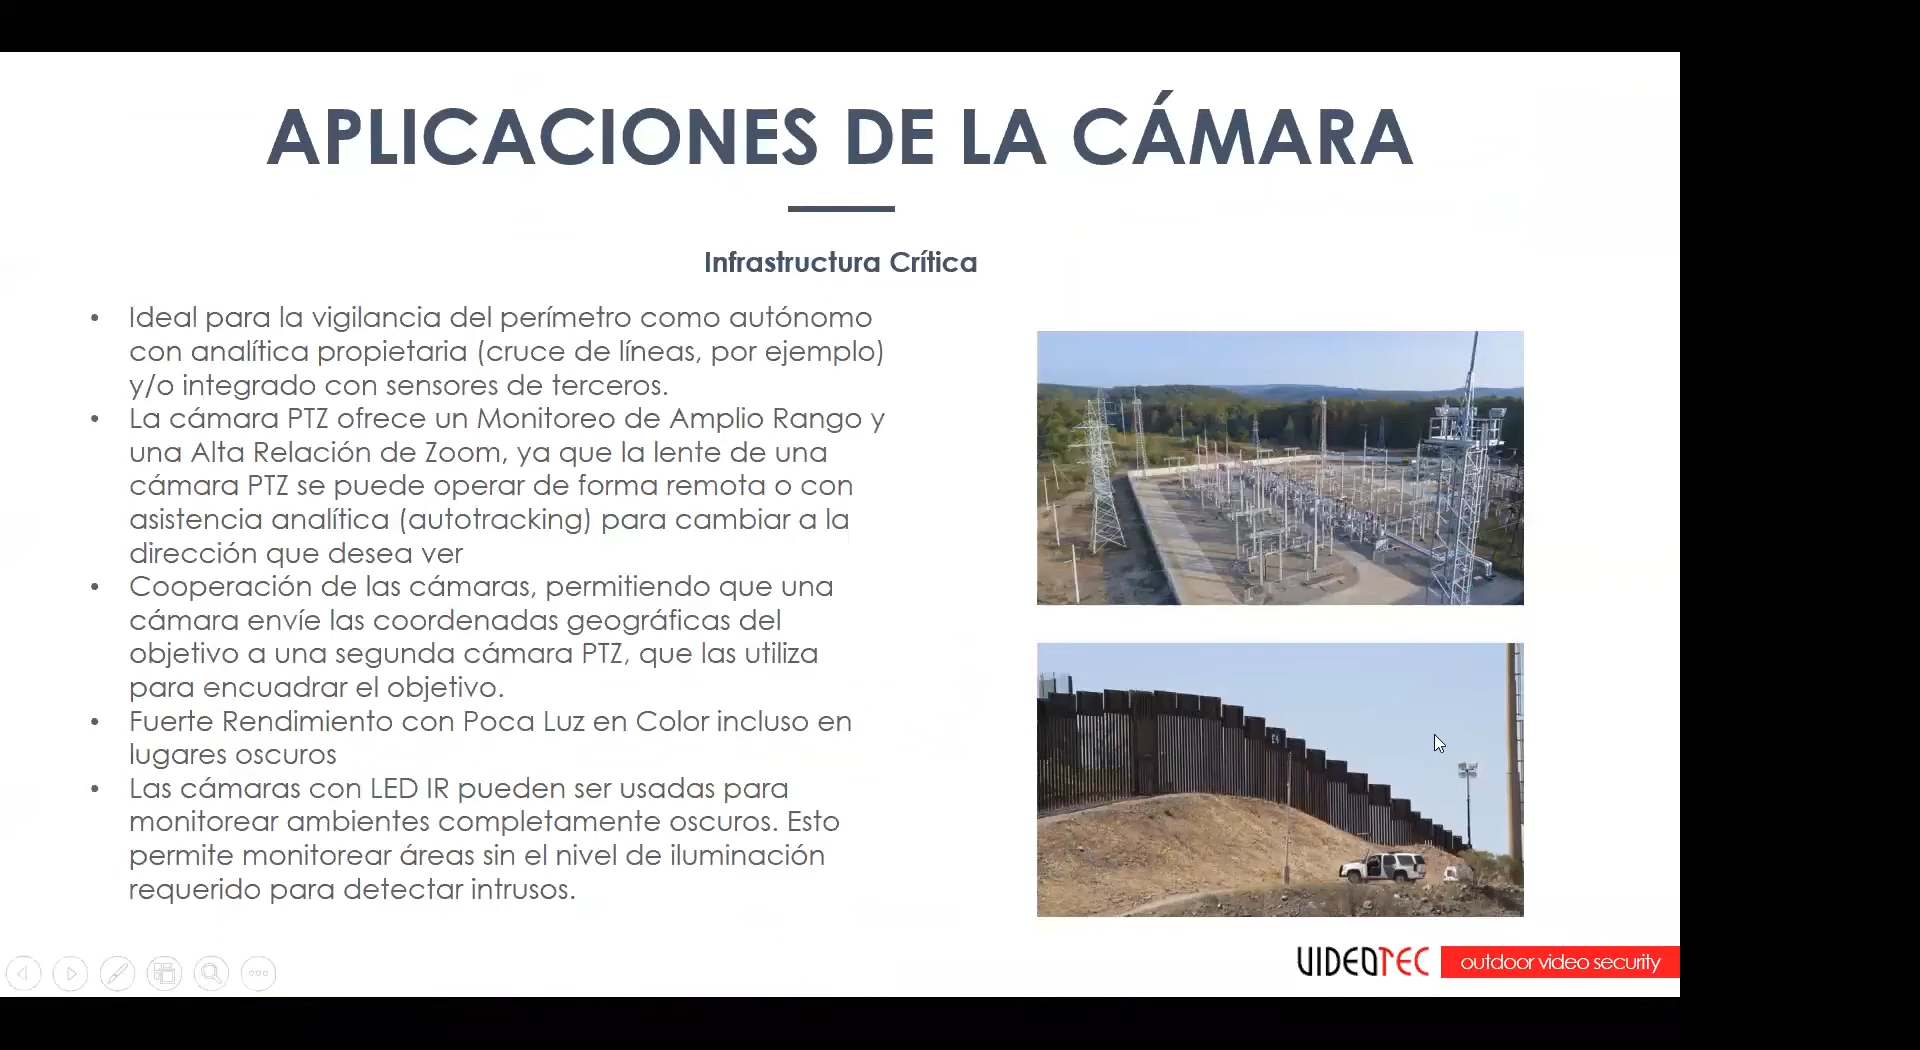 APLICACIONES DE LA CÁMARA
Infrastructura Crítica
• Ideal para la vigilancia del perímetro como autónomo
con analítica propietaria (cruce de líneas, por ejemplo)
y/o integrado con sensores de terceros.
• La cámara PTZ ofrece un Monitoreo de Amplio Rango y
una Alta Relación de Zoom, ya que la lente de una
cámara PTZ se puede operar de forma remota o con
asistencia analítica (autotracking) para cambiar a la
dirección que desea ver
• Cooperación de las cámaras, permitiendo que una
cámara envíe las coordenadas geográficas del
objetivo a una segunda cámara PTZ, que las utiliza
para encuadrar el objetivo.
• Fuerte Rendimiento con Poca Luz en Color incluso en
lugares oscuros
• Las cámaras con LED IR pueden ser usadas para
monitorear ambientes completamente oscuros. Esto
permite monitorear áreas sin el nivel de iluminación
requerido para detectar intrusos.
VIDEOTEC outdoor video security